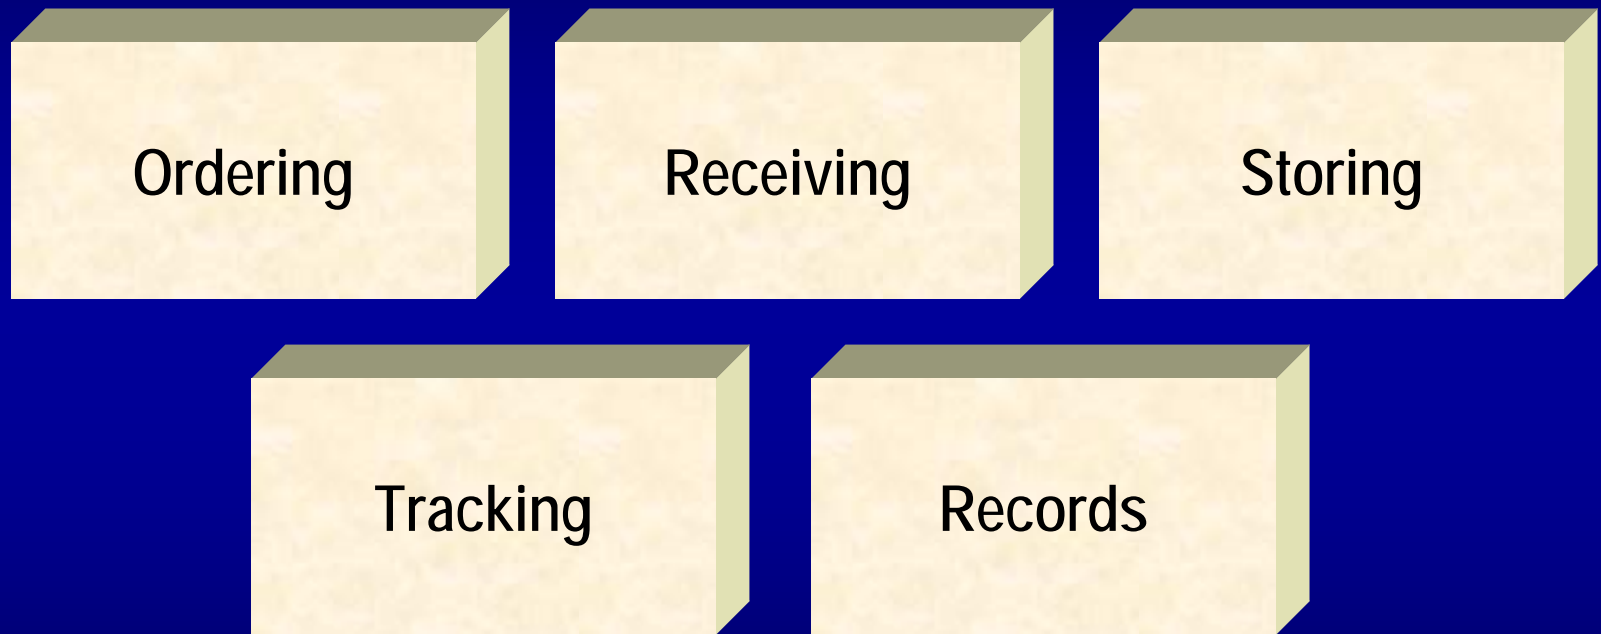 Ordering
Receiving
Storing
Tracking
Records